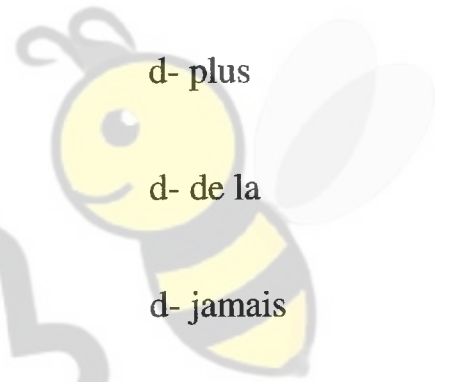 d- plus
d- de la
d- jamais